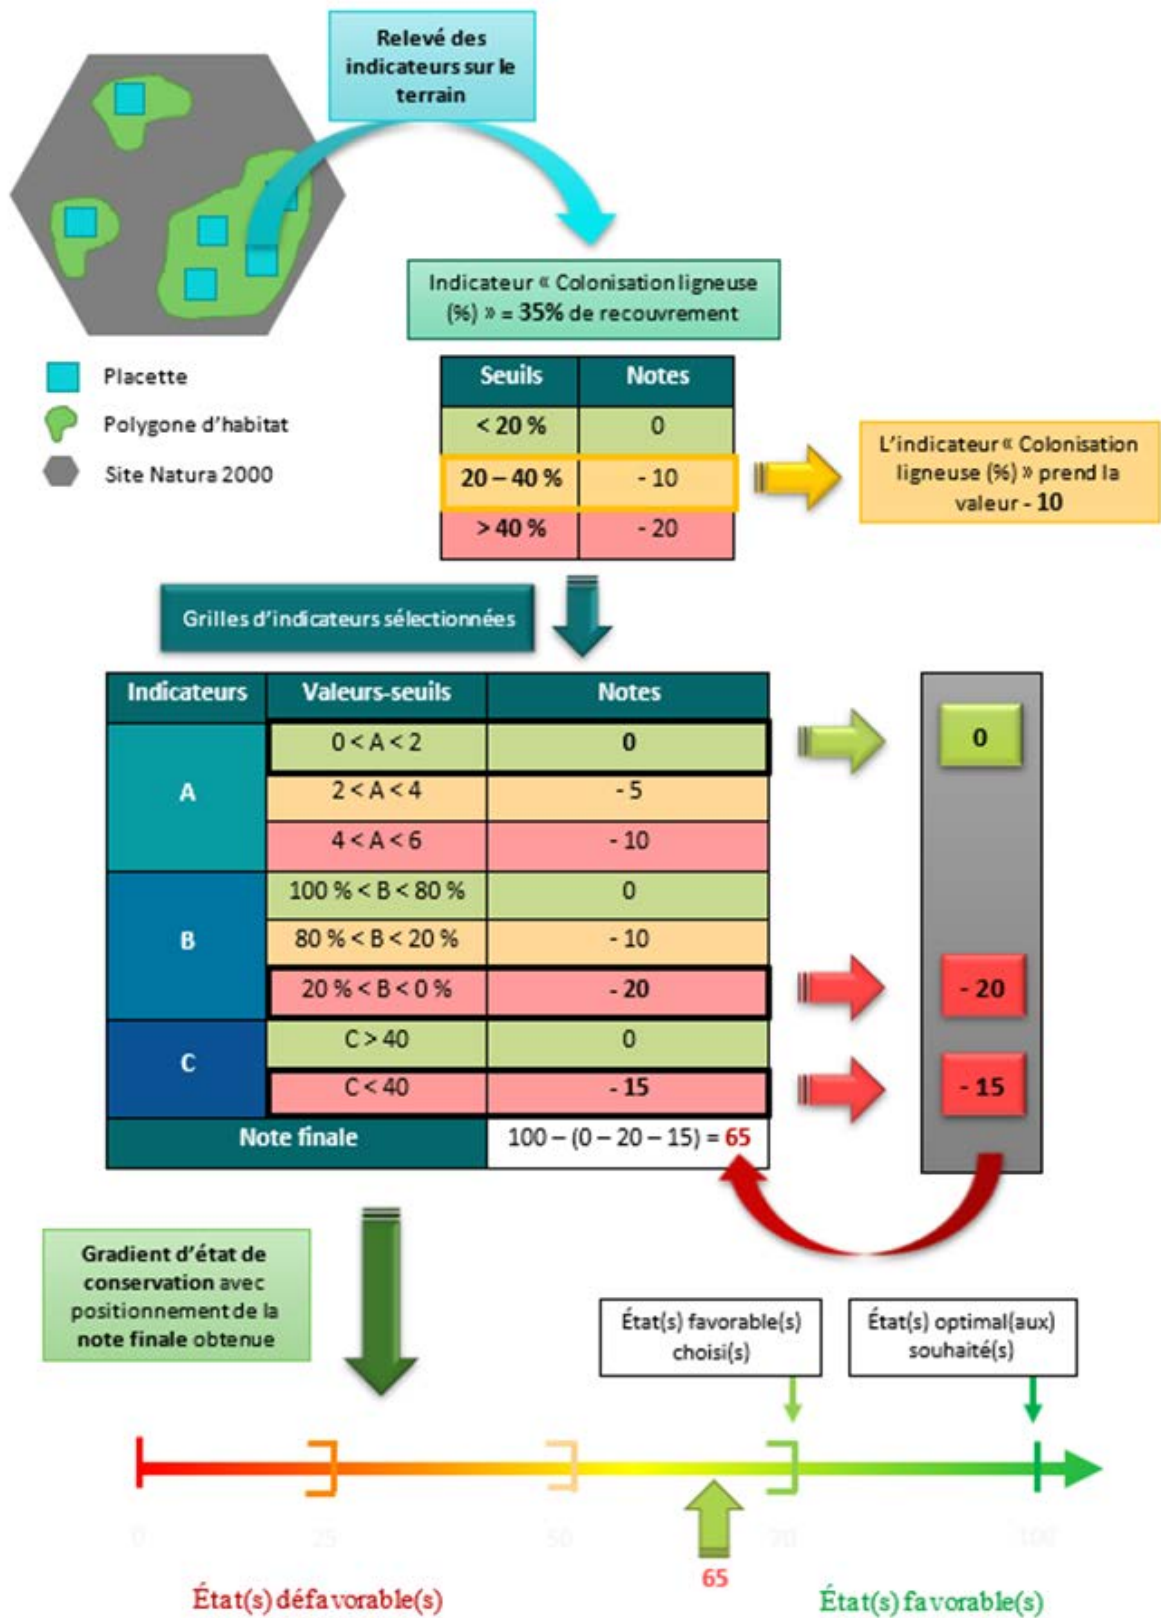 Relevé des
indicateurs sur le
terrain
Indicateur « Colonisation ligneuse
(%) » = 35% de recouvrement
Placette
Polygone d'habitat
Site Natura 2000
Seuils Notes
< 20 % 0
20 – 40 % - 10
> 40 % - 20
L'indicateur « Colonisation
ligneuse (%) » prend la
valeur - 10
Grilles d'indicateurs sélectionnées
Indicateurs Valeurs-seuils Notes
A
0 < A < 2 0
2 < A < 4 - 5
4 < A < 6 - 10
B
100 % < B < 80 % 0
80 % < B < 20 % - 10
20 % < B < 0 % - 20
C
C > 40 0
C < 40 - 15
Note finale 100 – (0 – 20 – 15) = 65
0
- 20
- 15
Gradient d'état de
conservation avec
positionnement de la
note finale obtenue
État(s) favorable(s)
choisi(s)
État(s) optimal(aux)
souhaité(s)
0 25 50 70 100
65
État(s) défavorable(s)
État(s) favorable(s)